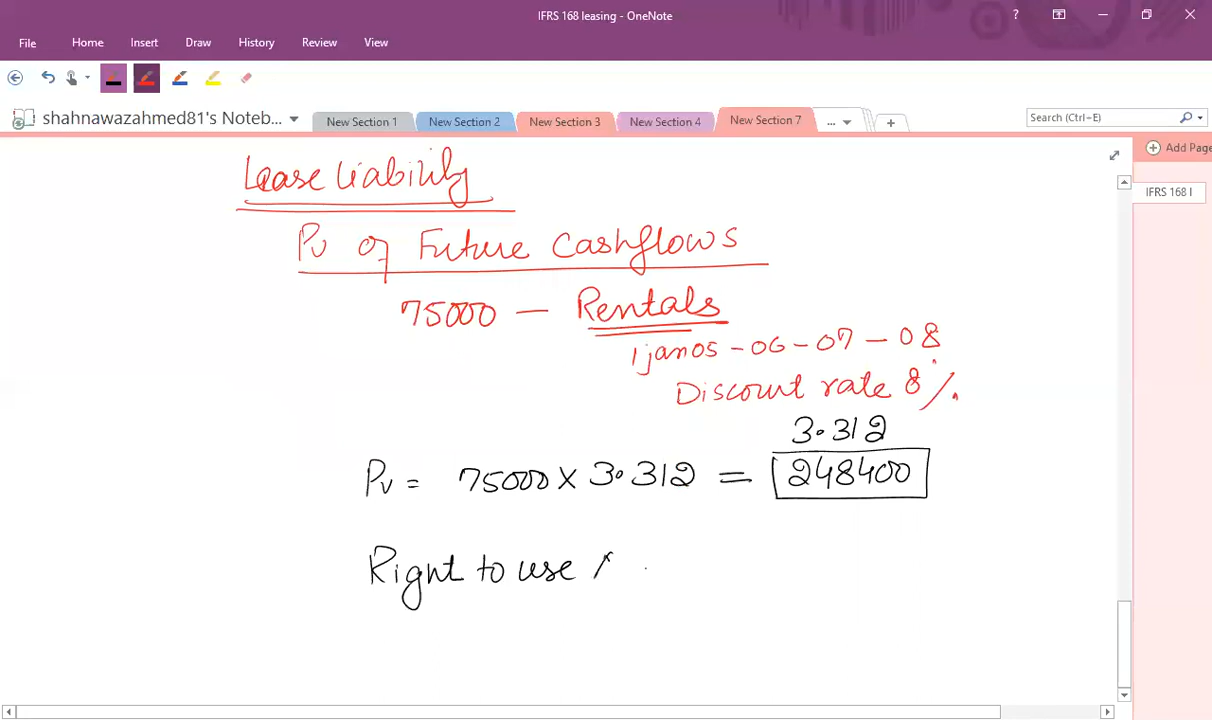 IFRS 168 leasing - OneNote
?
File Home Insert Draw History Review View
shahnawazahmed81's Noteb... New Section 1 New Section 2 New Section 3 New Section 4 New Section 7 ... + Search (Ctrl+E)
Add Page
IFRS 168 l
Lease Liability
Pv of Future Cashflows
75000 — Rentals
1 jan 05 - 06 - 07 - 08
Discount rate 8%
3.312
Pv = 75000 × 3.312 = 248400
Right to use